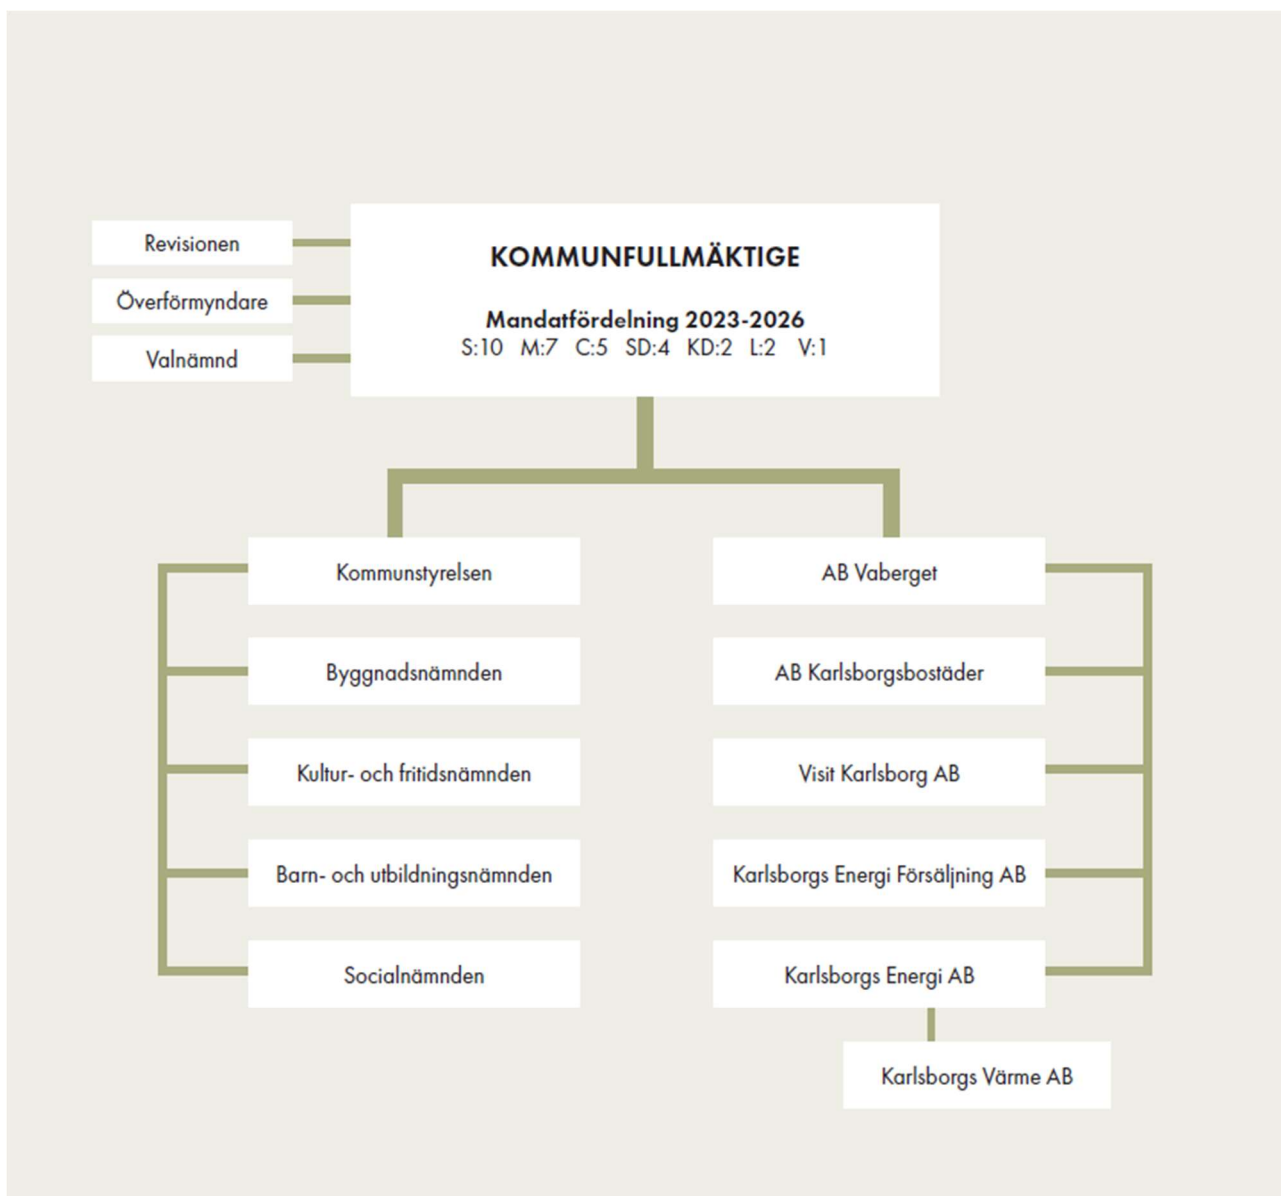 Revisionen
Överförmyndare
Valnämnd
KOMMUNFULLMÄKTIGE
Mandatfördelning 2023-2026
S:10 M:7 C:5 SD:4 KD:2 L:2 V:1
Kommunstyrelsen
Byggnadsnämnden
Kultur- och fritidsnämnden
Barn- och utbildningsnämnden
Socialnämnden
AB Vaberget
AB Karlsborgsbostäder
Visit Karlsborg AB
Karlsborgs Energi Försäljning AB
Karlsborgs Energi AB
Karlsborgs Värme AB